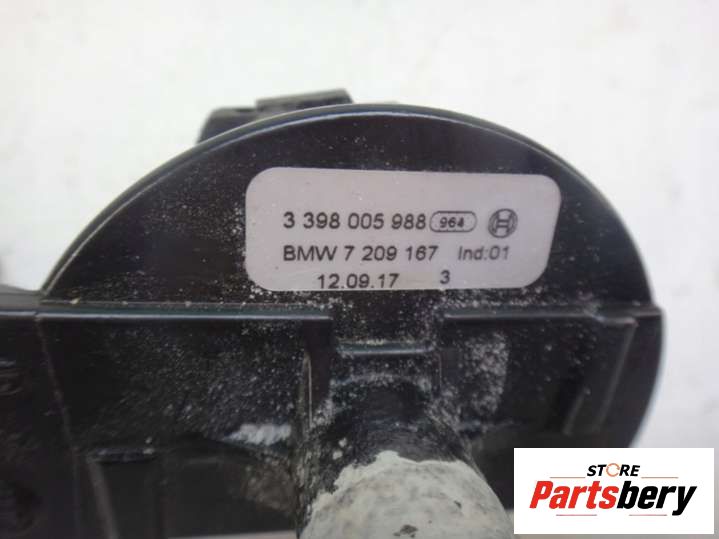 3 398 005 988 964
BMW 7 209 167 Ind:01
12.09.17 3
STORE
Partsbery